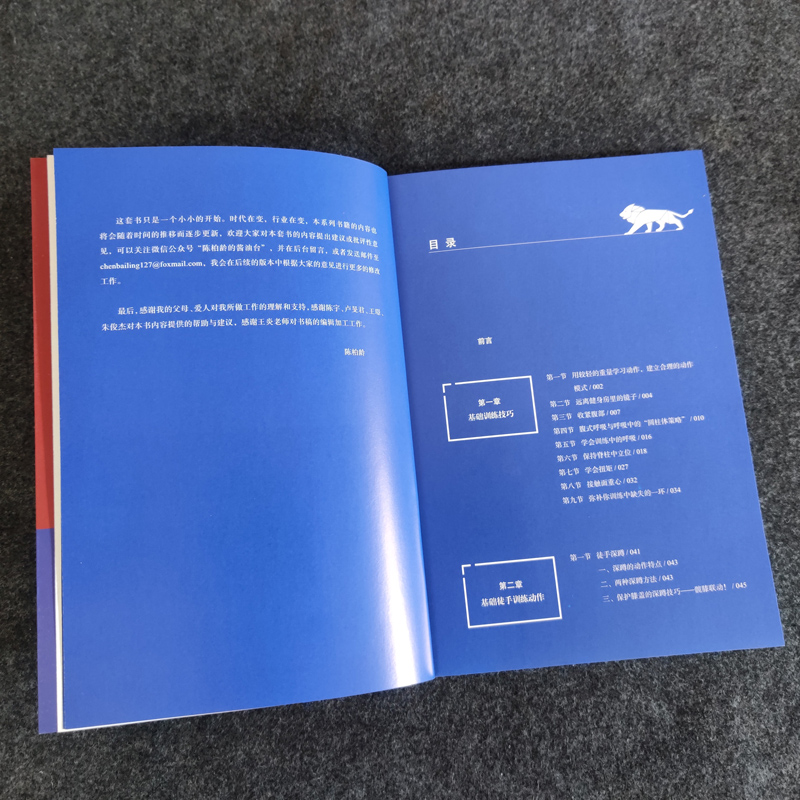 这套书只是一个小小的开始。时代在变，行业在变，本系列书籍的内容也
将会随着时间的推移而逐步更新，欢迎大家对本套书的内容提出建议或批评性意
见，可以关注微信公众号“陈柏龄的酱油台”，并在后台留言，或者发送邮件至
chenbailing127@foxmail.com，我会在后续的版本中根据大家的意见进行更多的修改
工作。
最后，感谢我的父母、爱人对我所做工作的理解和支持，感谢陈宇、卢昱君、王
朱俊杰对本书内容提供的帮助与建议，感谢王炎老师对书稿的编辑加工工作。
陈柏龄
目 录
前言
第一章
基础训练技巧
第一节 用较轻的重量学习动作，建立合理的动作
模式 / 002
第二节 远离健身房里的镜子 / 004
第三节 收紧腹部 / 007
第四节 腹式呼吸与呼吸中的“圆柱体策略” / 010
第五节 学会训练中的呼吸 / 016
第六节 保持脊柱中立位 / 018
第七节 学会扭矩 / 027
第八节 接触面重心 / 032
第九节 弥补你训练中缺失的一环 / 034
第二章
基础徒手训练动作
第一节 徒手深蹲 / 041
一、深蹲的动作特点 / 043
二、两种深蹲方法 / 043
三、保护膝盖的深蹲技巧——髋膝联动！ / 045